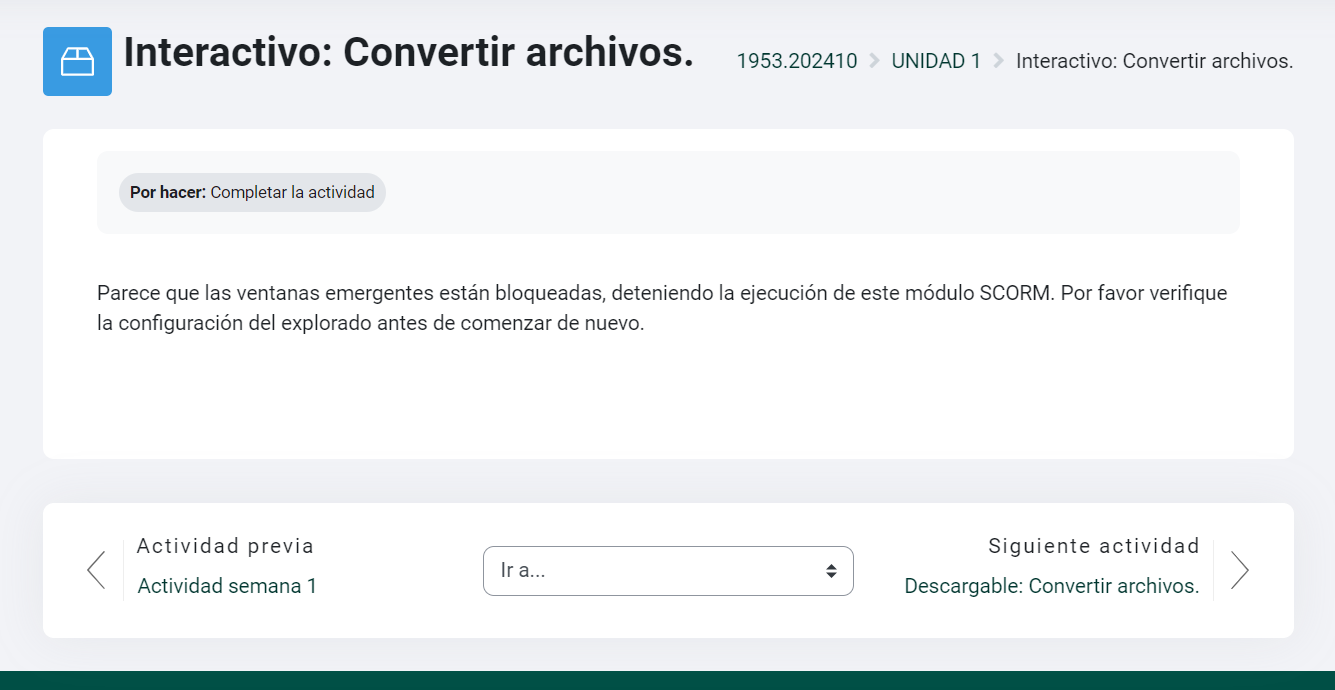 Interactivo: Convertir archivos.
1953.202410 > UNIDAD 1 > Interactivo: Convertir archivos.
Por hacer: Completar la actividad
Parece que las ventanas emergentes están bloqueadas, deteniendo la ejecución de este módulo SCORM. Por favor verifique
la configuración del explorado antes de comenzar de nuevo.
Actividad previa
Actividad semana 1
Ir a...
Siguiente actividad
Descargable: Convertir archivos.